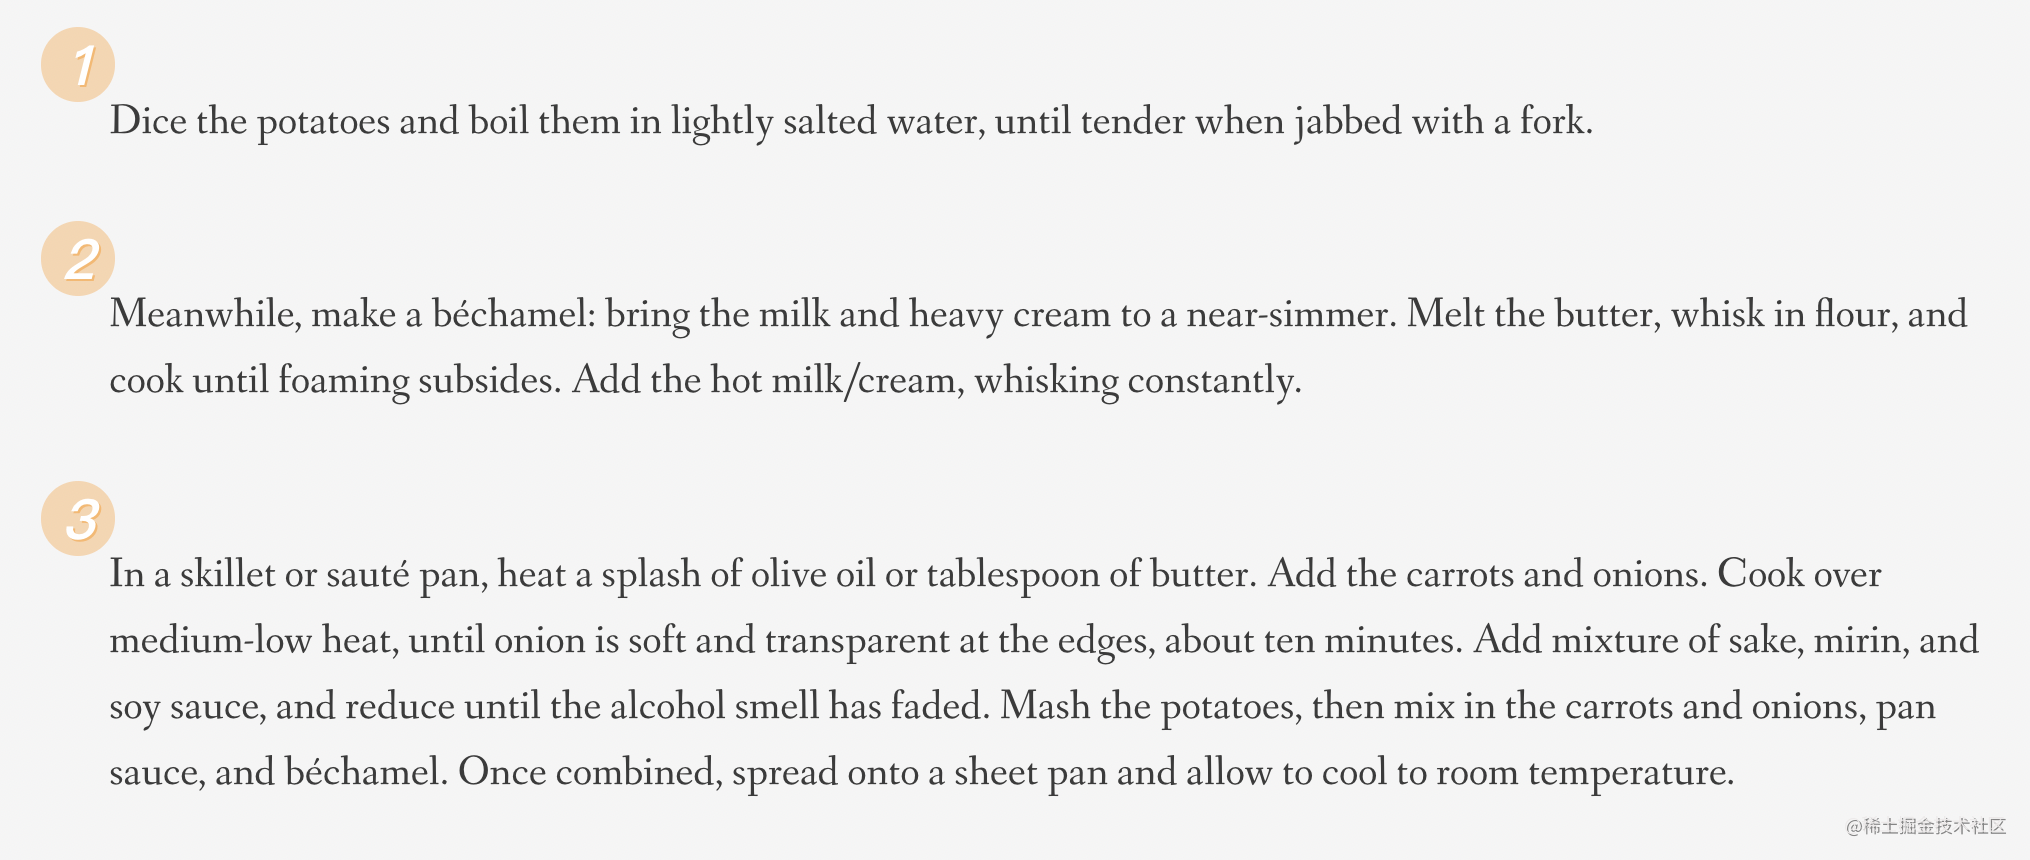 1
Dice the potatoes and boil them in lightly salted water, until tender when jabbed with a fork.
2
Meanwhile, make a béchamel: bring the milk and heavy cream to a near-simmer. Melt the butter, whisk in flour, and
cook until foaming subsides. Add the hot milk/cream, whisking constantly.
3
In a skillet or sauté pan, heat a splash of olive oil or tablespoon of butter. Add the carrots and onions. Cook over
medium-low heat, until onion is soft and transparent at the edges, about ten minutes. Add mixture of sake, mirin, and
soy sauce, and reduce until the alcohol smell has faded. Mash the potatoes, then mix in the carrots and onions, pan
sauce, and béchamel. Once combined, spread onto a sheet pan and allow to cool to room temperature.
@稀土掘金技术社区